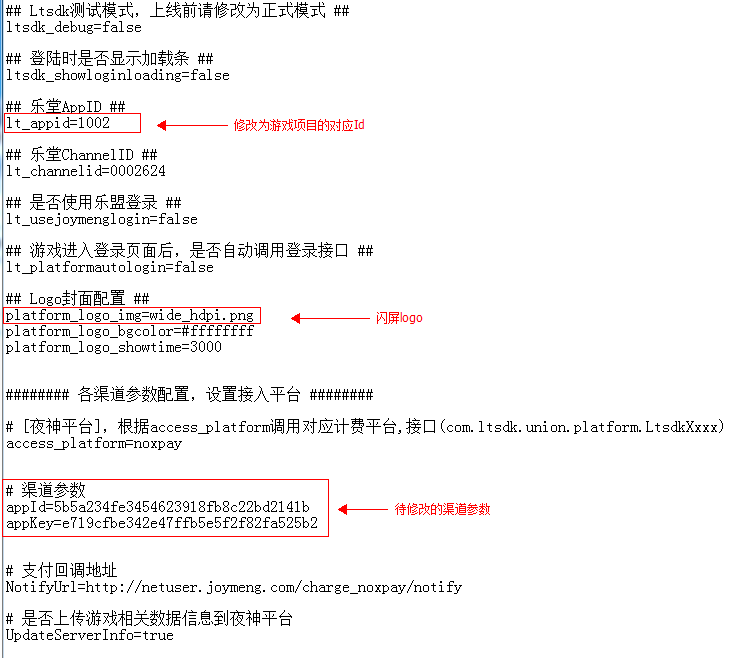 ## Ltsdk测试模式，上线前请修改为正式模式 ##
ltsdk_debug=false
## 登陆时是否显示加载条 ##
ltsdk_showloginloading=false
## 乐堂AppID ##
lt_appid=1002
修改为游戏项目的对应Id
## 乐堂ChannelID ##
lt_channelid=0002624
## 是否使用乐盟登录 ##
lt_usejoymenglogin=false
## 游戏进入登录页面后，是否自动调用登录接口 ##
lt_platformautologin=false
## Logo封面配置 ##
platform_logo_img=wide_hdpi.png
闪屏logo
platform_logo_bgcolor=#ffffffff
platform_logo_showtime=3000
######## 各渠道参数配置，设置接入平台 ########
# [夜神平台]，根据access_platform调用对应计费平台,接口(com.ltsdk.union.platform.LtsdkXxxx)
access_platform=noxpay
# 渠道参数
appId=5b5a234fe3454623918fb8c22bd2141b
待修改的渠道参数
appKey=e719cfbe342e47ffb5e5f2f82fa525b2
# 支付回调地址
NotifyUrl=http://netuser.joymeng.com/charge_noxpay/notify
# 是否上传游戏相关数据信息到夜神平台
UpdateServerInfo=true